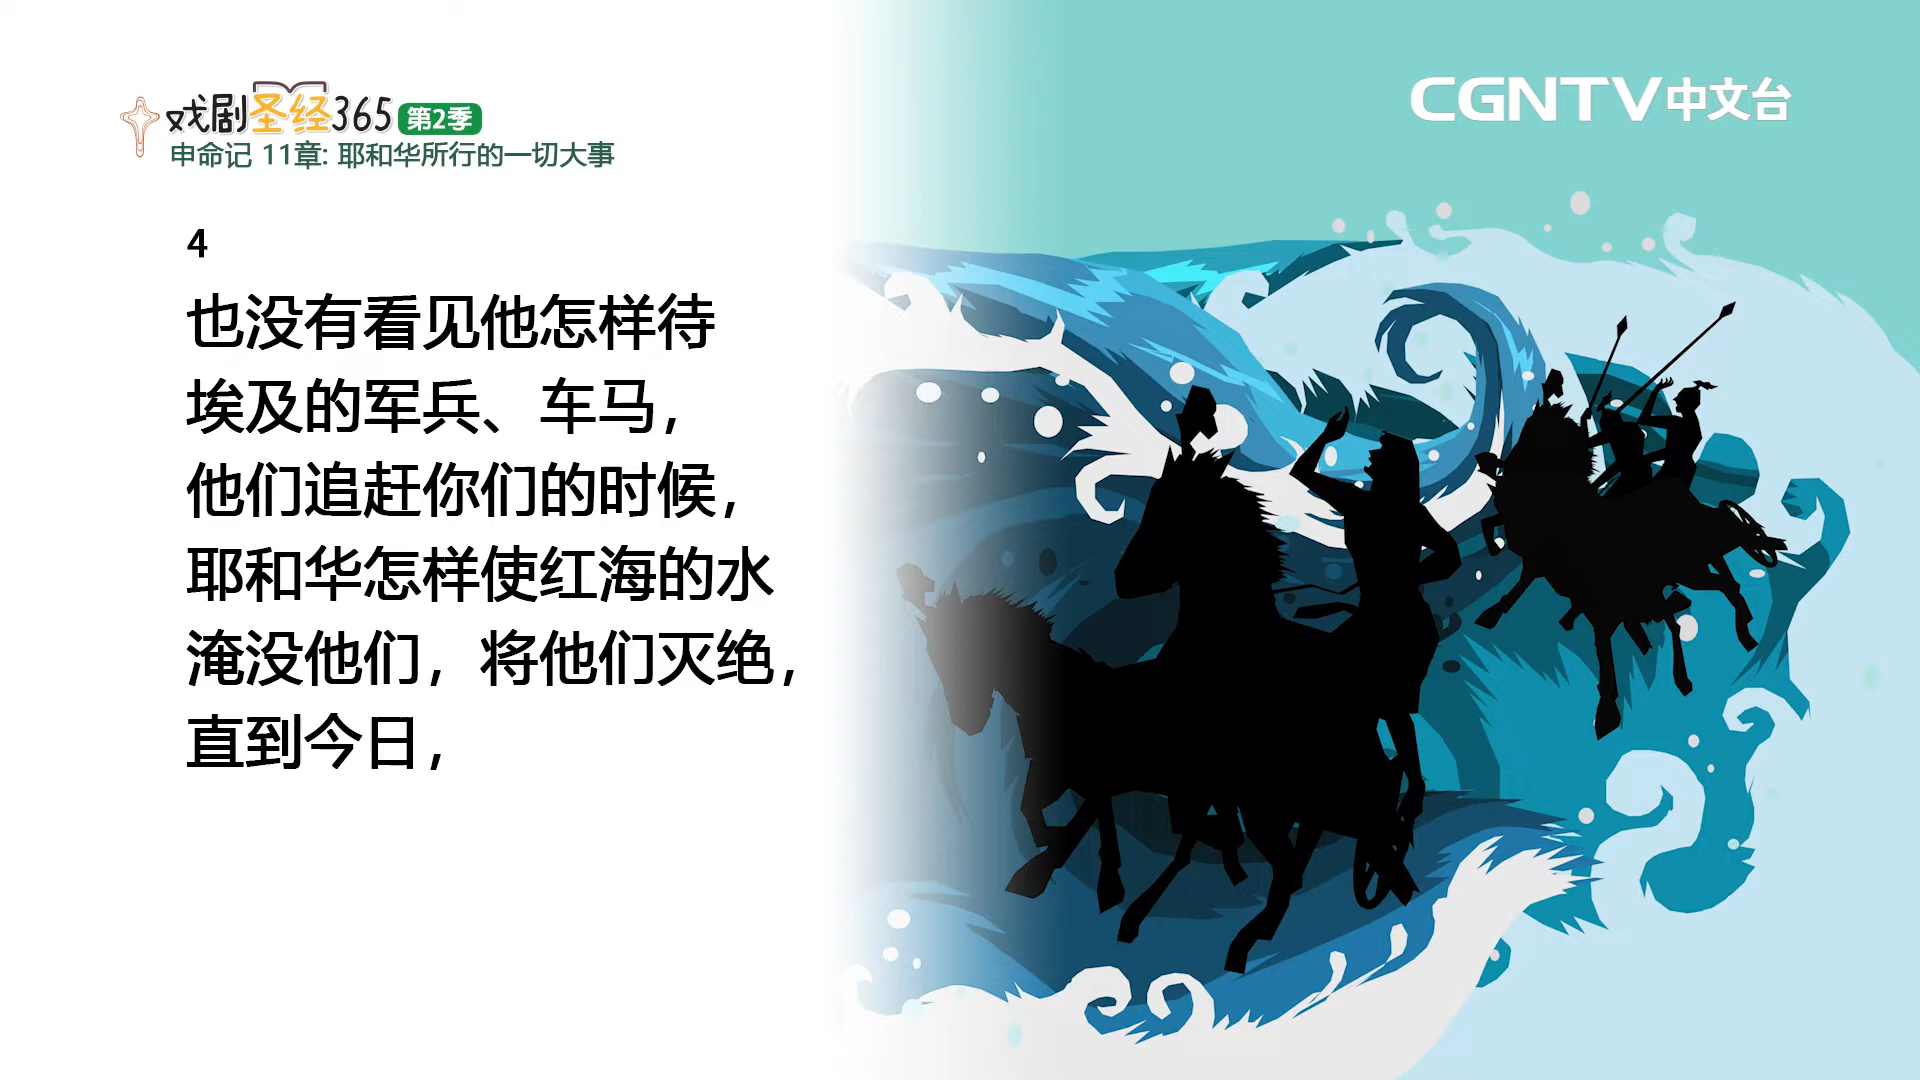 戏剧圣经365 第2季
CGNTV中文台
申命记 11章: 耶和华所行的一切大事
4
也没有看见他怎样待
埃及的军兵、车马，
他们追赶你们的时候，
耶和华怎样使红海的水
淹没他们，将他们灭绝，
直到今日，